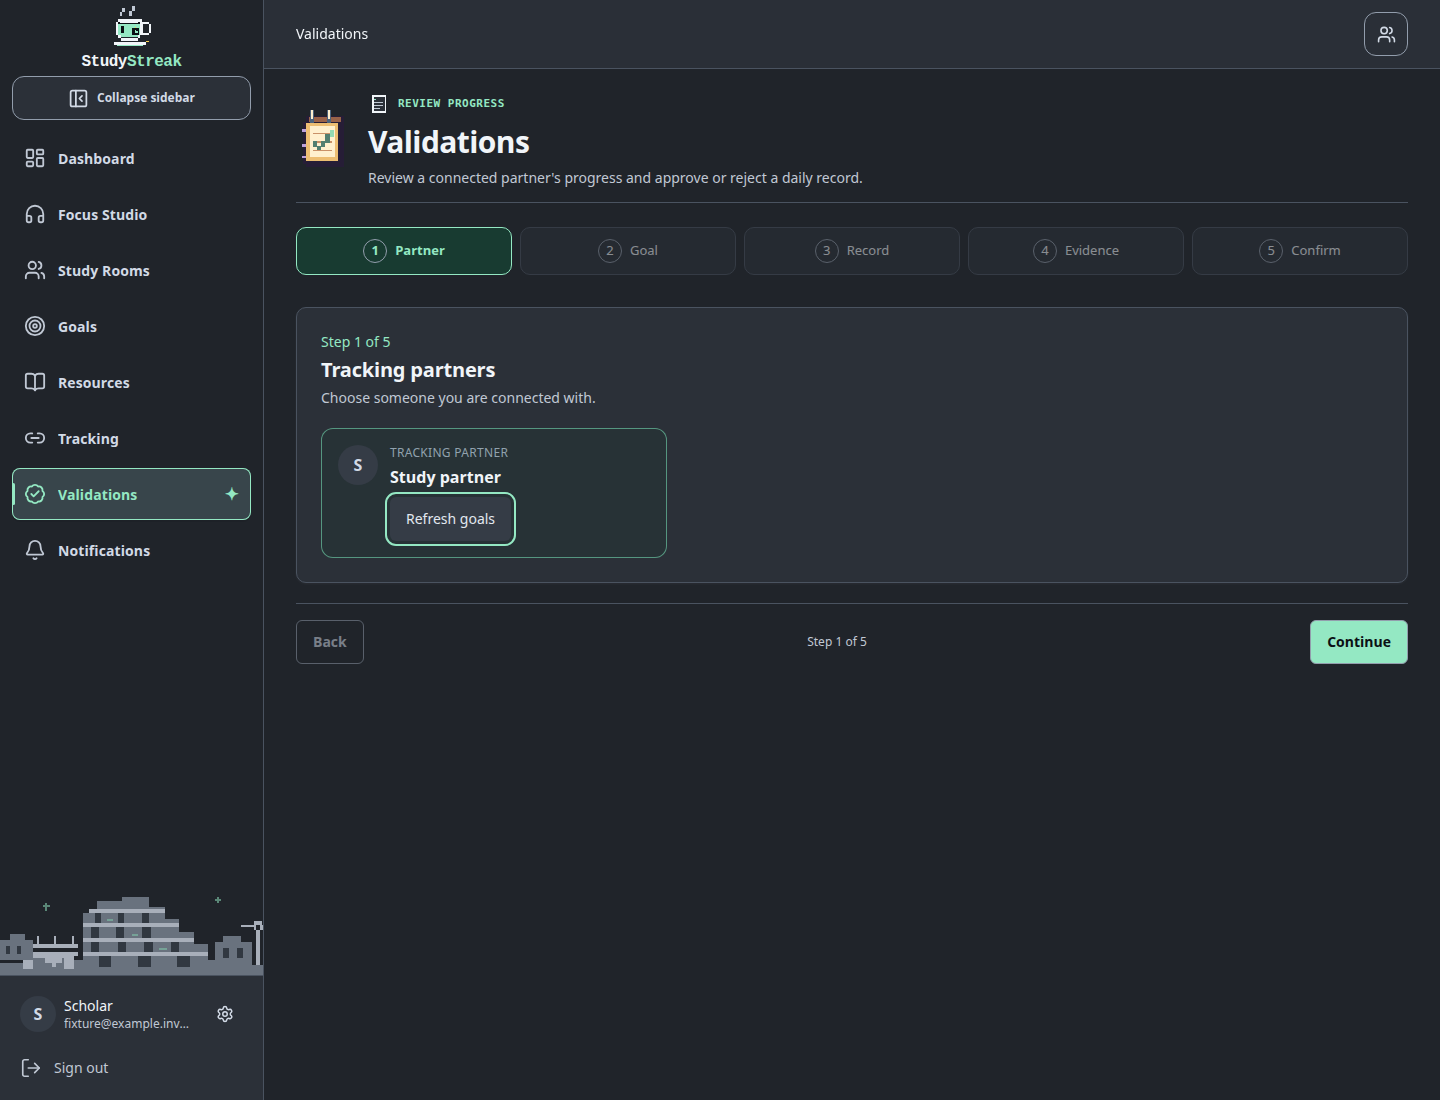 StudyStreak
Collapse sidebar
Dashboard
Focus Studio
Study Rooms
Goals
Resources
Tracking
Validations
Notifications
S
Scholar
fixture@example.inv...
Sign out
Validations
REVIEW PROGRESS
Validations
Review a connected partner's progress and approve or reject a daily record.
1 Partner
2 Goal
3 Record
4 Evidence
5 Confirm
Step 1 of 5
Tracking partners
Choose someone you are connected with.
S
TRACKING PARTNER
Study partner
Refresh goals
Back
Step 1 of 5
Continue